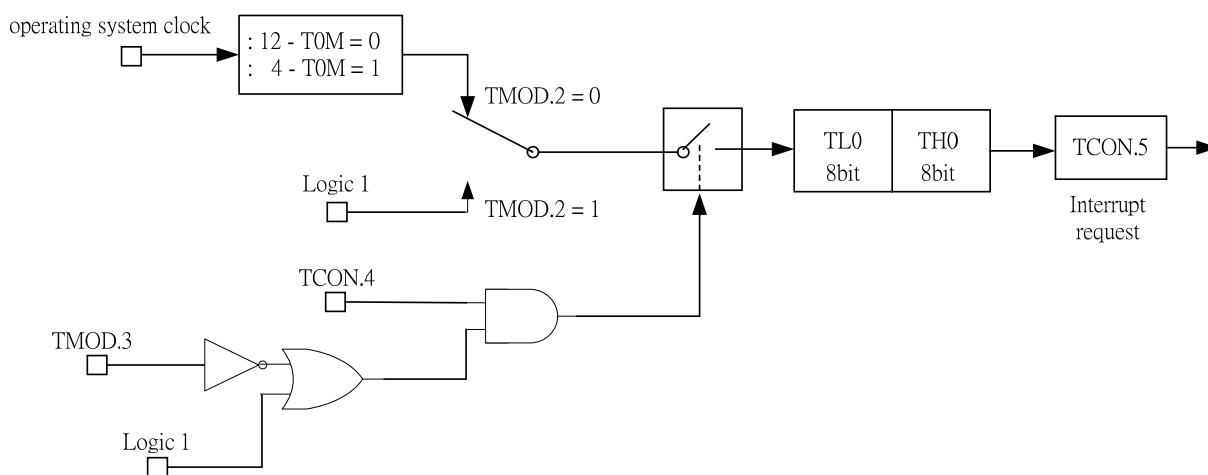 operating system clock
: 12 - T0M = 0
: 4 - T0M = 1
TMOD.2 = 0
Logic 1
TMOD.2 = 1
TL0
8bit
TH0
8bit
TCON.5
Interrupt
request
TCON.4
TMOD.3
Logic 1